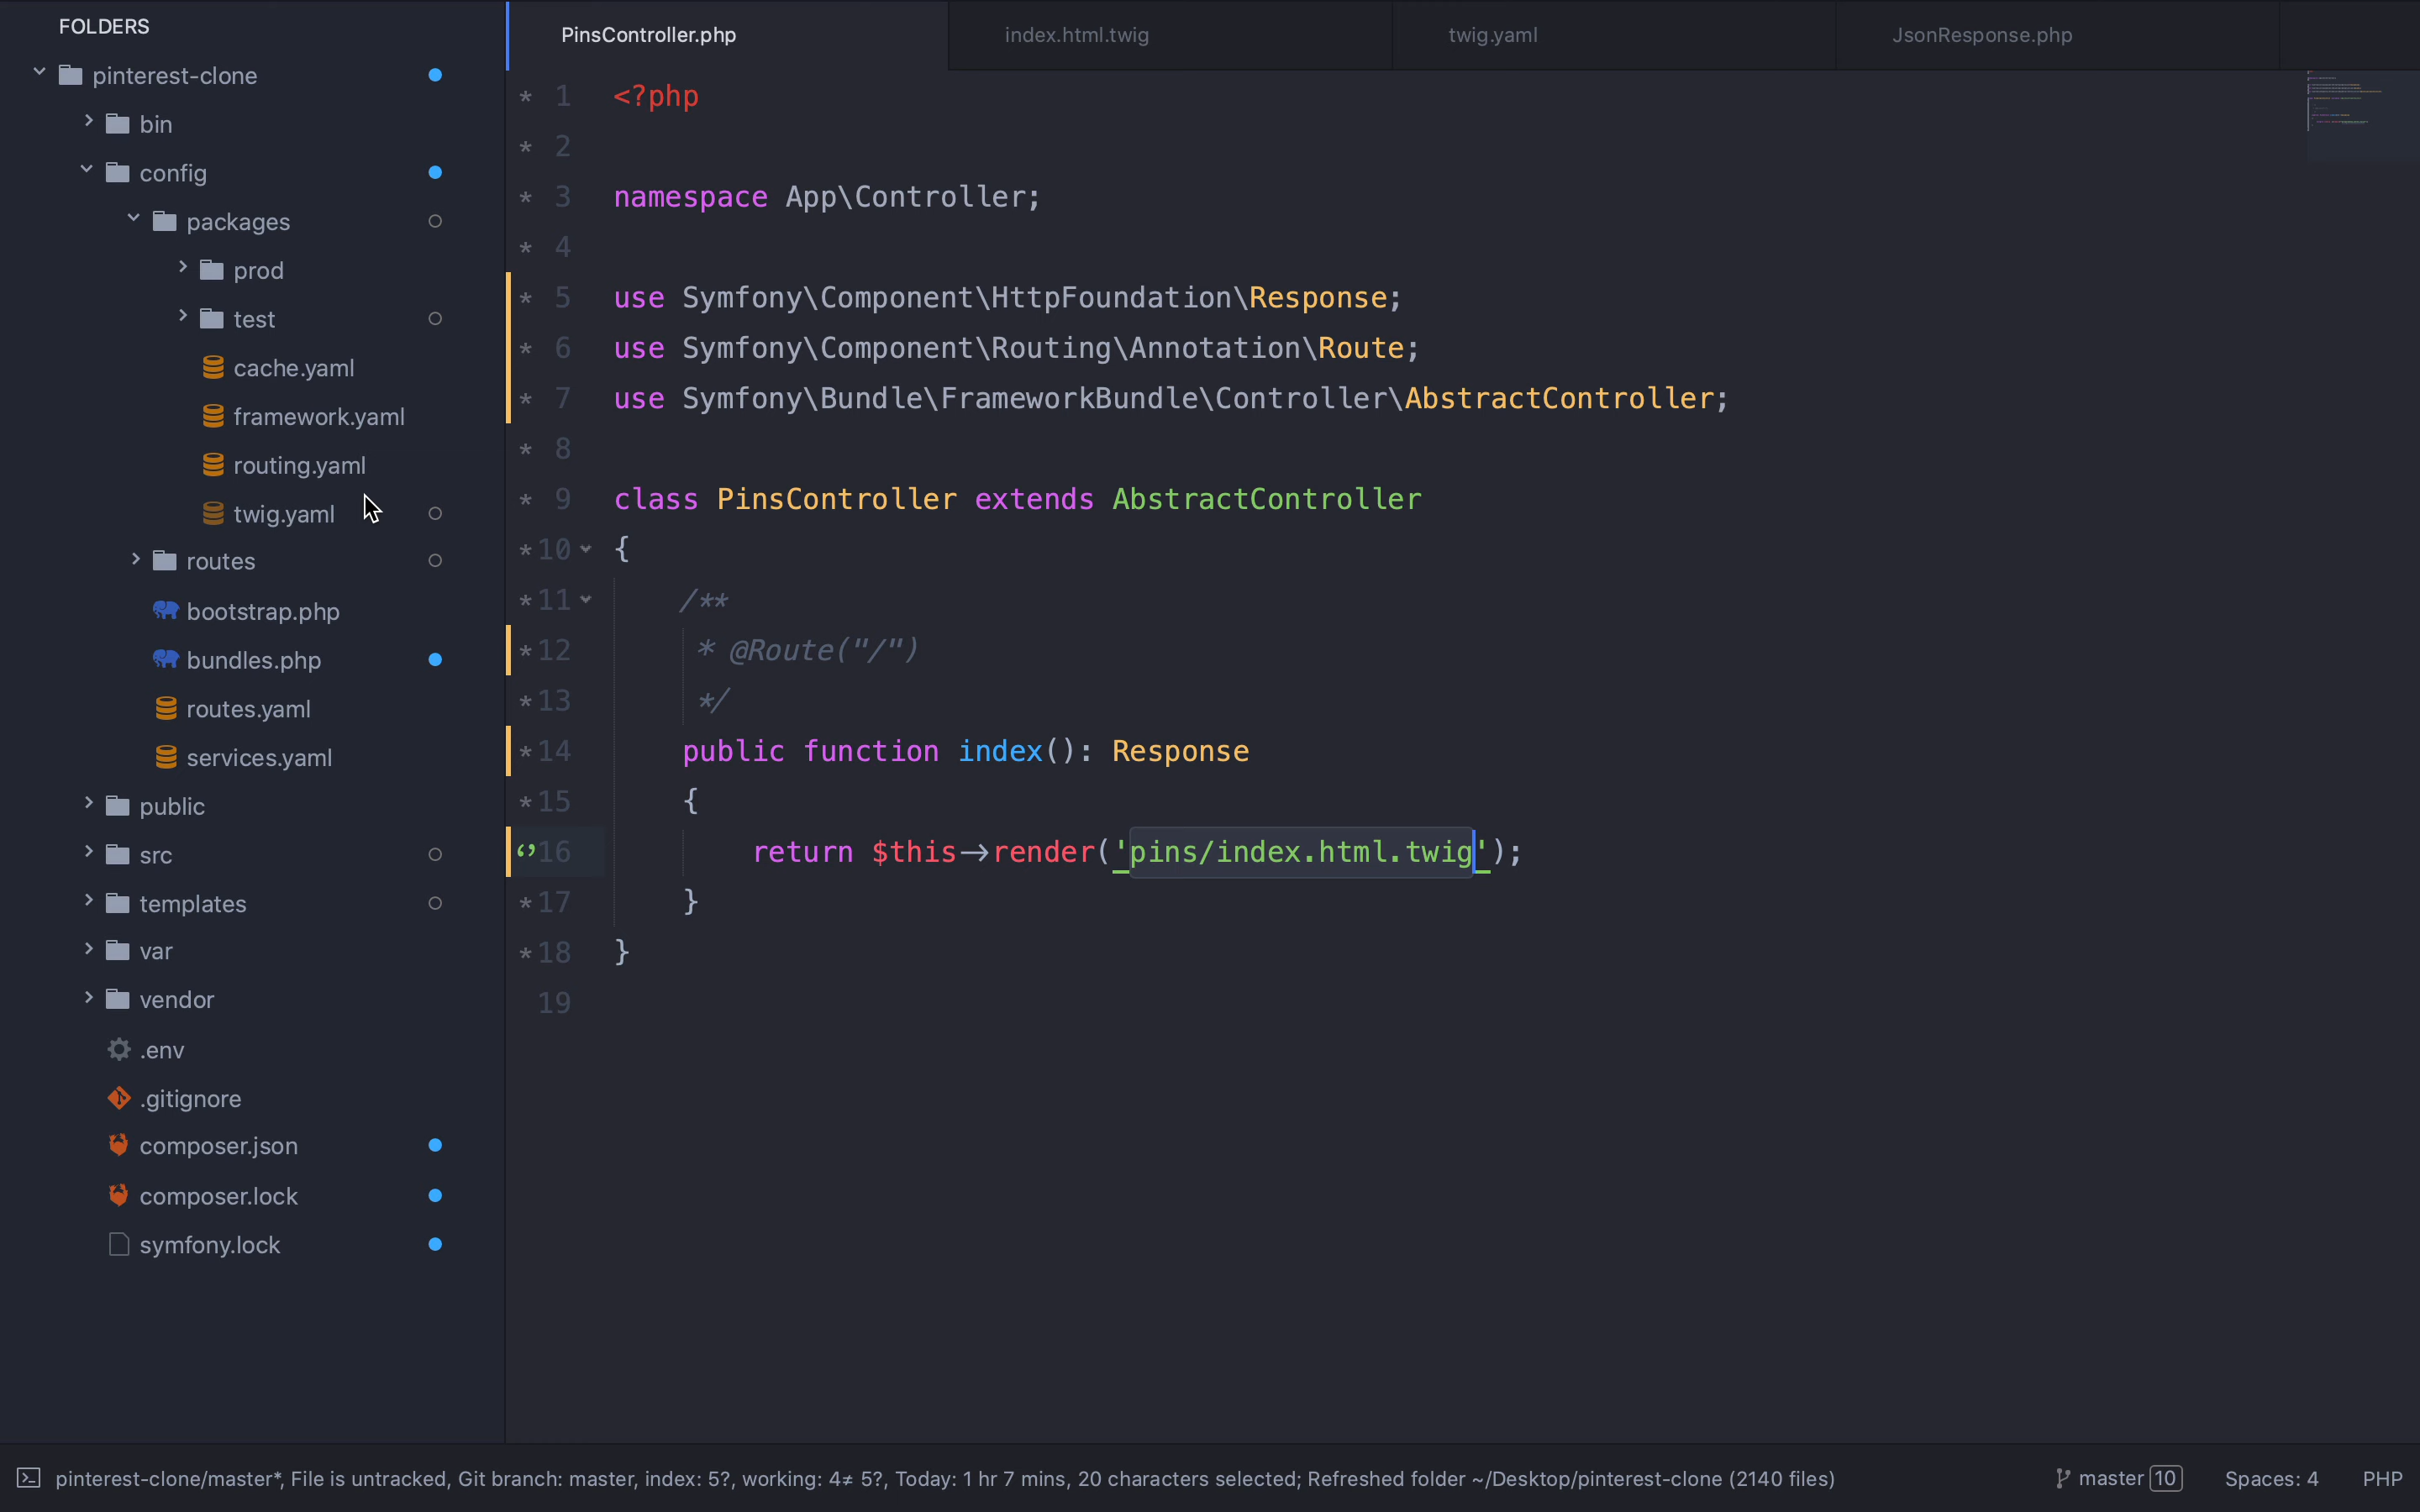 FOLDERS
pinterest-clone
bin
config
packages
prod
test
cache.yaml
framework.yaml
routing.yaml
twig.yaml
routes
bootstrap.php
bundles.php
routes.yaml
services.yaml
public
src
templates
var
vendor
.env
.gitignore
composer.json
composer.lock
symfony.lock
PinsController.php index.html.twig twig.yaml JsonResponse.php
* 1 <?php
* 2
* 3 namespace App\Controller;
* 4
* 5 use Symfony\Component\HttpFoundation\Response;
* 6 use Symfony\Component\Routing\Annotation\Route;
* 7 use Symfony\Bundle\FrameworkBundle\Controller\AbstractController;
* 8
* 9 class PinsController extends AbstractController
*10 {
*11 /**
*12 * @Route("/")
*13 */
*14 public function index(): Response
*15 {
‘’16 return $this->render('pins/index.html.twig');
*17 }
*18 }
19
pinterest-clone/master*, File is untracked, Git branch: master, index: 5?, working: 4≠ 5?, Today: 1 hr 7 mins, 20 characters selected; Refreshed folder ~/Desktop/pinterest-clone (2140 files) master 10 Spaces: 4 PHP